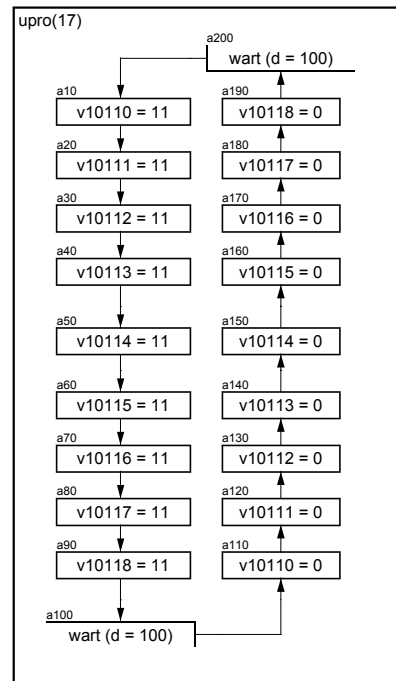 upro(17)
a200
wart (d = 100)
a10
v10110 = 11
a190
v10118 = 0
a20
v10111 = 11
a180
v10117 = 0
a30
v10112 = 11
a170
v10116 = 0
a40
v10113 = 11
a160
v10115 = 0
a50
v10114 = 11
a150
v10114 = 0
a60
v10115 = 11
a140
v10113 = 0
a70
v10116 = 11
a130
v10112 = 0
a80
v10117 = 11
a120
v10111 = 0
a90
v10118 = 11
a110
v10110 = 0
a100
wart (d = 100)